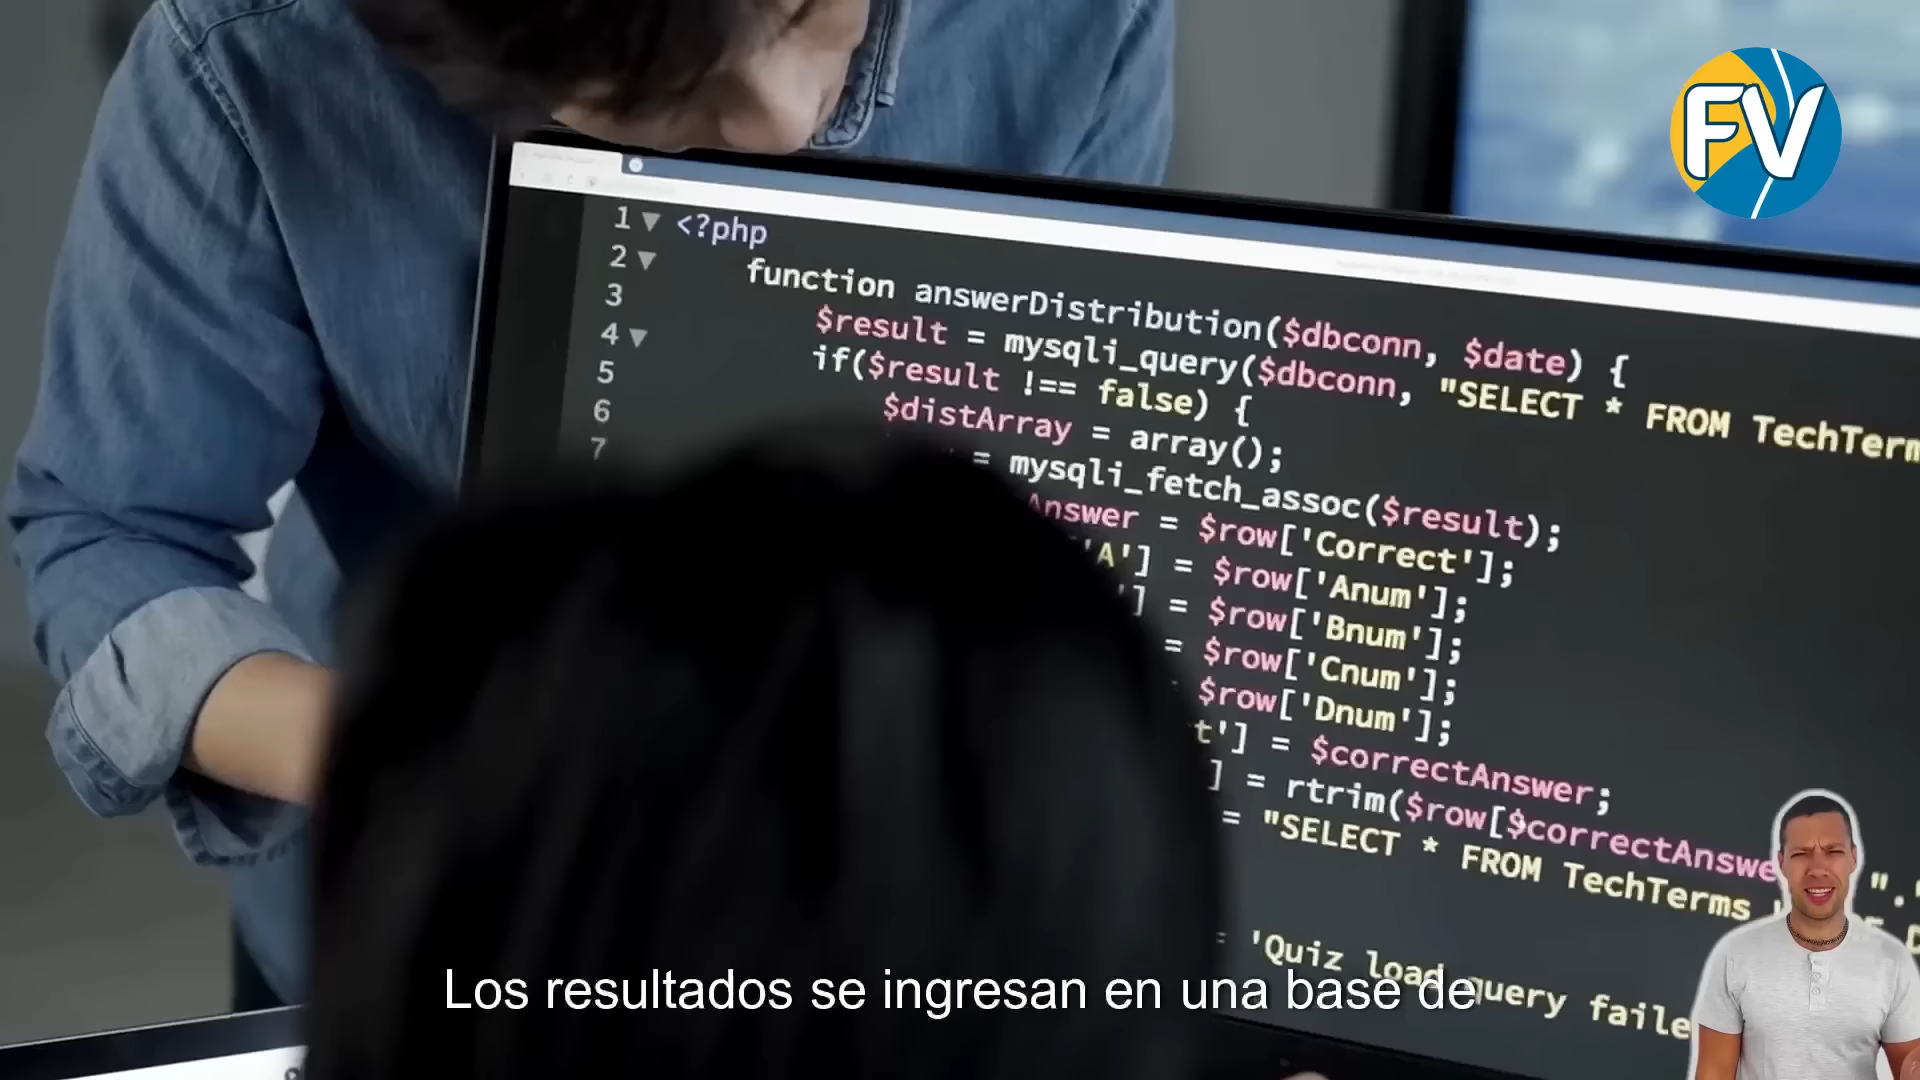 FV
1 <?php
2 function answerDistribution($dbconn, $date) {
3 $result = mysqli_query($dbconn, "SELECT * FROM TechTerm
4 if($result !== false) {
5 $distArray = array();
6 = mysqli_fetch_assoc($result);
7 Answer = $row['Correct'];
'A'] = $row['Anum'];
'] = $row['Bnum'];
= $row['Cnum'];
= $row['Dnum'];
t'] = $correctAnswer;
] = rtrim($row[$correctAnswe "."
= "SELECT * FROM TechTerms
= 'Quiz load query faile
Los resultados se ingresan en una base de